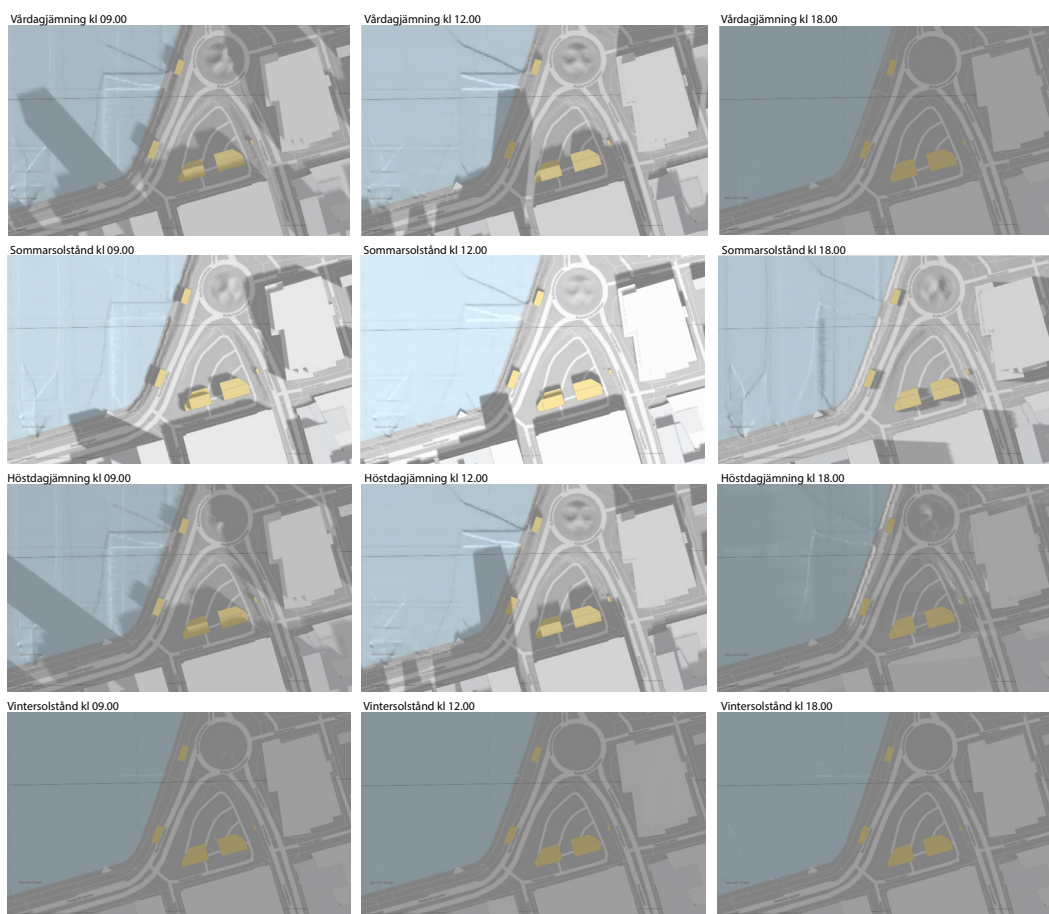 Vårdagjämning kl 09.00
Vårdagjämning kl 12.00
Vårdagjämning kl 18.00
Sommarsolstånd kl 09.00
Sommarsolstånd kl 12.00
Sommarsolstånd kl 18.00
Höstdagjämning kl 09.00
Höstdagjämning kl 12.00
Höstdagjämning kl 18.00
Vintersolstånd kl 09.00
Vintersolstånd kl 12.00
Vintersolstånd kl 18.00